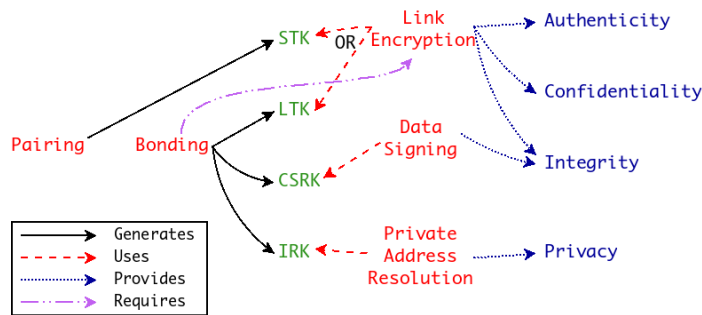 STK
OR
Link
Encryption
Authenticity
LTK
Confidentiality
Pairing
Bonding
Data
Signing
Integrity
CSRK
IRK
Private
Address
Resolution
Privacy
Generates
Uses
Provides
Requires